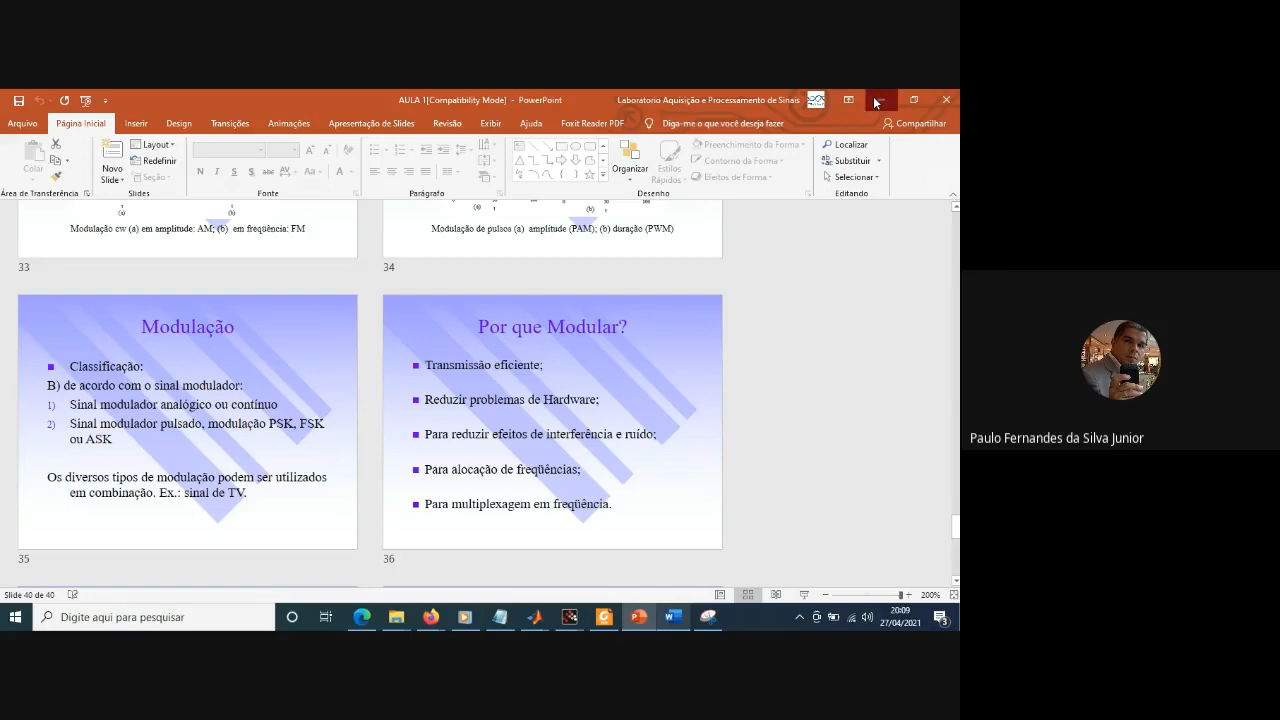 AULA 1[Compatibility Mode] - PowerPoint
Laboratorio Aquisição e Processamento de Sinais
Arquivo
Página Inicial
Inserir
Design
Transições
Animações
Apresentação de Slides
Revisão
Exibir
Ajuda
Foxit Reader PDF
Diga-me o que você deseja fazer
Compartilhar
Colar
Novo
Slide
Layout
Redefinir
Seção
N I S S abc AV Aa A
Organizar
Estilos
Rápidos
Preenchimento da Forma
Contorno da Forma
Efeitos de Forma
Localizar
Substituir
Selecionar
Área de Transferência
Slides
Fonte
Parágrafo
Desenho
Editando
(a)
(b)
Modulação cw (a) em amplitude: AM; (b) em freqüência: FM
33
(a)
(b)
Modulação de pulsos (a) amplitude (PAM); (b) duração (PWM)
34
Modulação
Classificação:
B) de acordo com o sinal modulador:
1) Sinal modulador analógico ou contínuo
2) Sinal modulador pulsado, modulação PSK, FSK
ou ASK
Os diversos tipos de modulação podem ser utilizados
em combinação. Ex.: sinal de TV.
35
Por que Modular?
Transmissão eficiente;
Reduzir problemas de Hardware;
Para reduzir efeitos de interferência e ruído;
Para alocação de freqüências;
Para multiplexagem em freqüência.
36
Slide 40 de 40
200%
Digite aqui para pesquisar
20:09
27/04/2021
3
Paulo Fernandes da Silva Junior